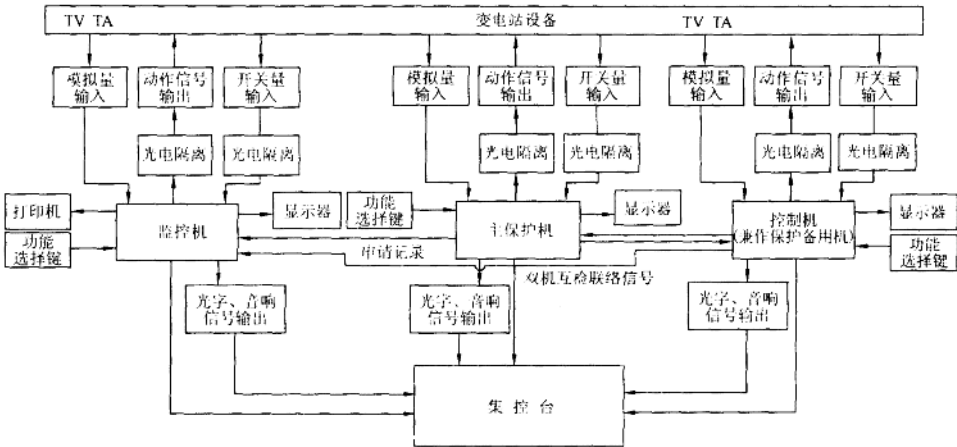 TV TA
变电站设备
TV TA
模拟量
输入
动作信号
输出
开关量
输入
模拟量
输入
动作信号
输出
开关量
输入
模拟量
输入
动作信号
输出
开关量
输入
光电隔离
光电隔离
光电隔离
光电隔离
光电隔离
光电隔离
打印机
功能
选择键
监控机
显示器
功能
选择键
主保护机
显示器
控制机
(兼作保护备用机)
显示器
功能
选择键
申请记录
双机互检联络信号
光字、音响
信号输出
光字、音响
信号输出
光字、音响
信号输出
集控台